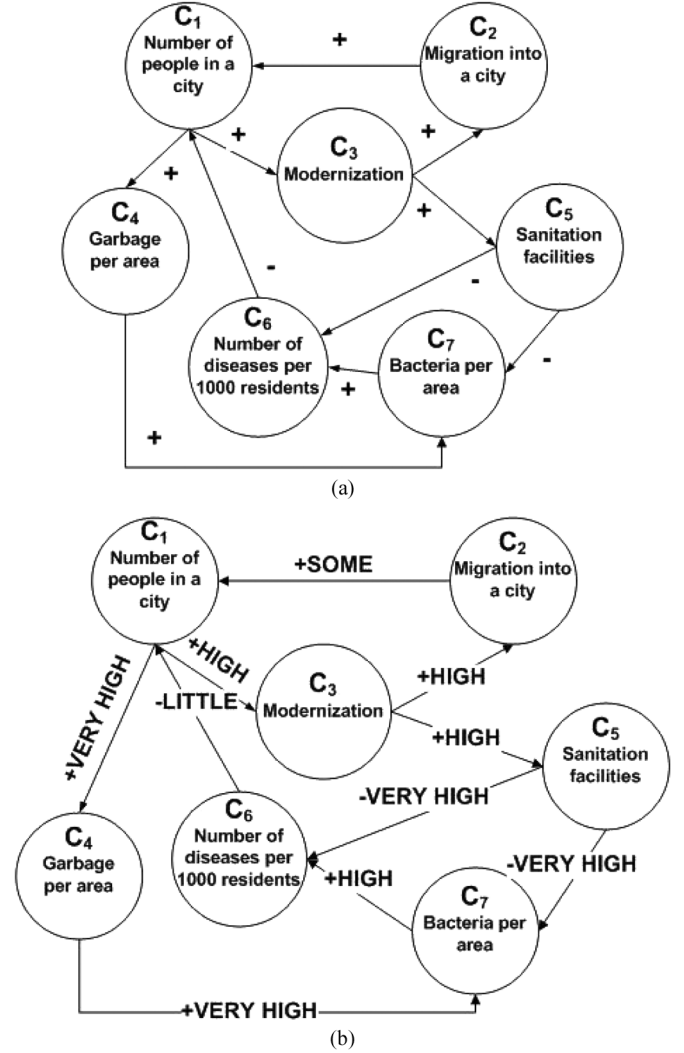 C1
Number of
people in a
city
+
C2
Migration into
a city
+
+
C3
Modernization
+
+
+
C4
Garbage
per area
C5
Sanitation
facilities
-
-
C6
Number of
diseases per
1000 residents
C7
Bacteria per
area
-
+
+
(a)
C1
Number of
people in a
city
+SOME
C2
Migration into
a city
+HIGH
+VERY HIGH
-LITTLE
C3
Modernization
+HIGH
+HIGH
C5
Sanitation
facilities
-VERY HIGH
C4
Garbage
per area
C6
Number of
diseases per
1000 residents
+HIGH
-VERY HIGH
C7
Bacteria per
area
+VERY HIGH
(b)